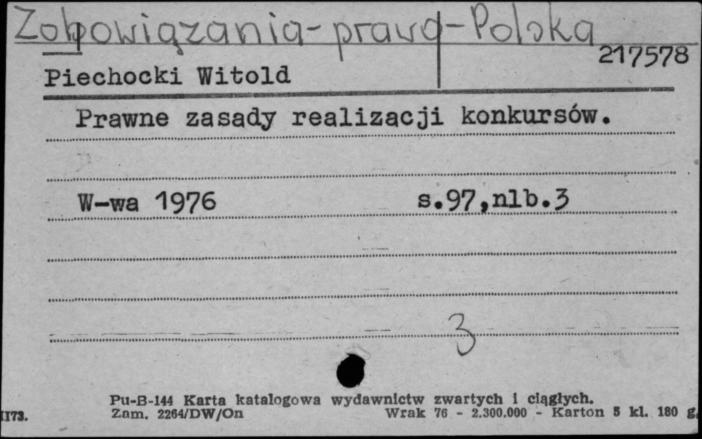 Zobowiązania-prawo-Polska
217578
Piechocki Witold
Prawne zasady realizacji konkursów.
W-wa 1976 s.97,nlb.3
3
Pu-B-144 Karta katalogowa wydawnictw zwartych i ciągłych.
I173. Zam. 2264/DW/On Wrak 76 - 2.300.000 - Karton 5 kl. 180 g.